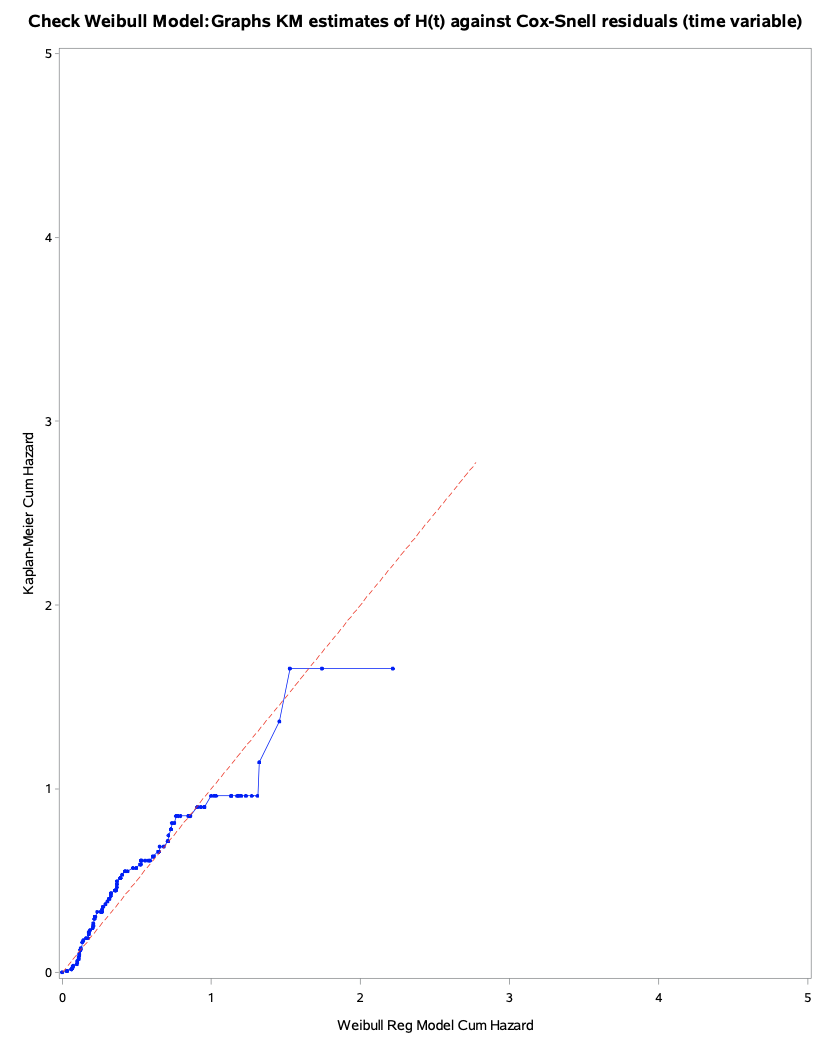 Check Weibull Model:Graphs KM estimates of H(t) against Cox-Snell residuals (time variable)
5
4
3
2
1
0
Kaplan-Meier Cum Hazard
0 1 2 3 4 5
Weibull Reg Model Cum Hazard